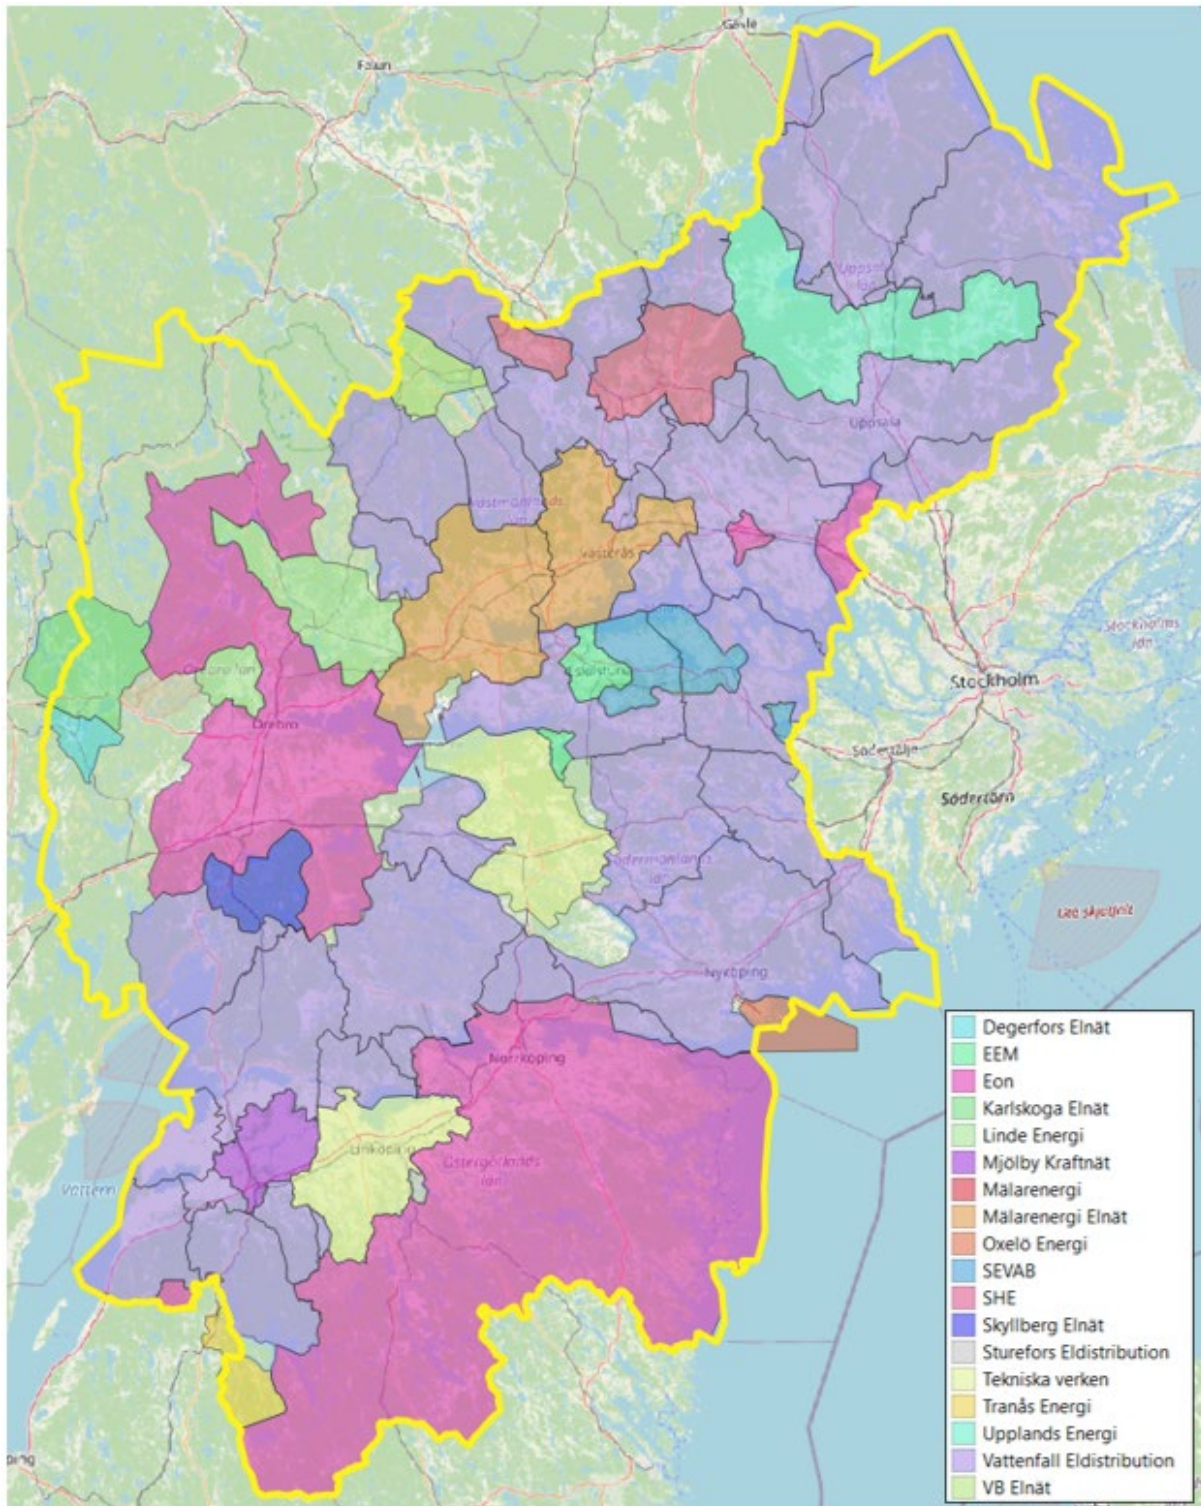 Gävle
Falun
Uppsala
län
Uppsala
Västmanlands
län
Västerås
Stockholms
län
Eskilstuna
Örebro län
Stockholm
Örebro
Södertälje
Södertörn
Södermanlands
län
Nyköping
Norrköping
Linköping
Östergötlands
län
Vättern
Degerfors Elnät
EEM
Eon
Karlskoga Elnät
Linde Energi
Mjölby Kraftnät
Mälarenergi
Mälarenergi Elnät
Oxelö Energi
SEVAB
SHE
Skyllberg Elnät
Sturefors Eldistribution
Tekniska verken
Tranås Energi
Upplands Energi
Vattenfall Eldistribution
VB Elnät